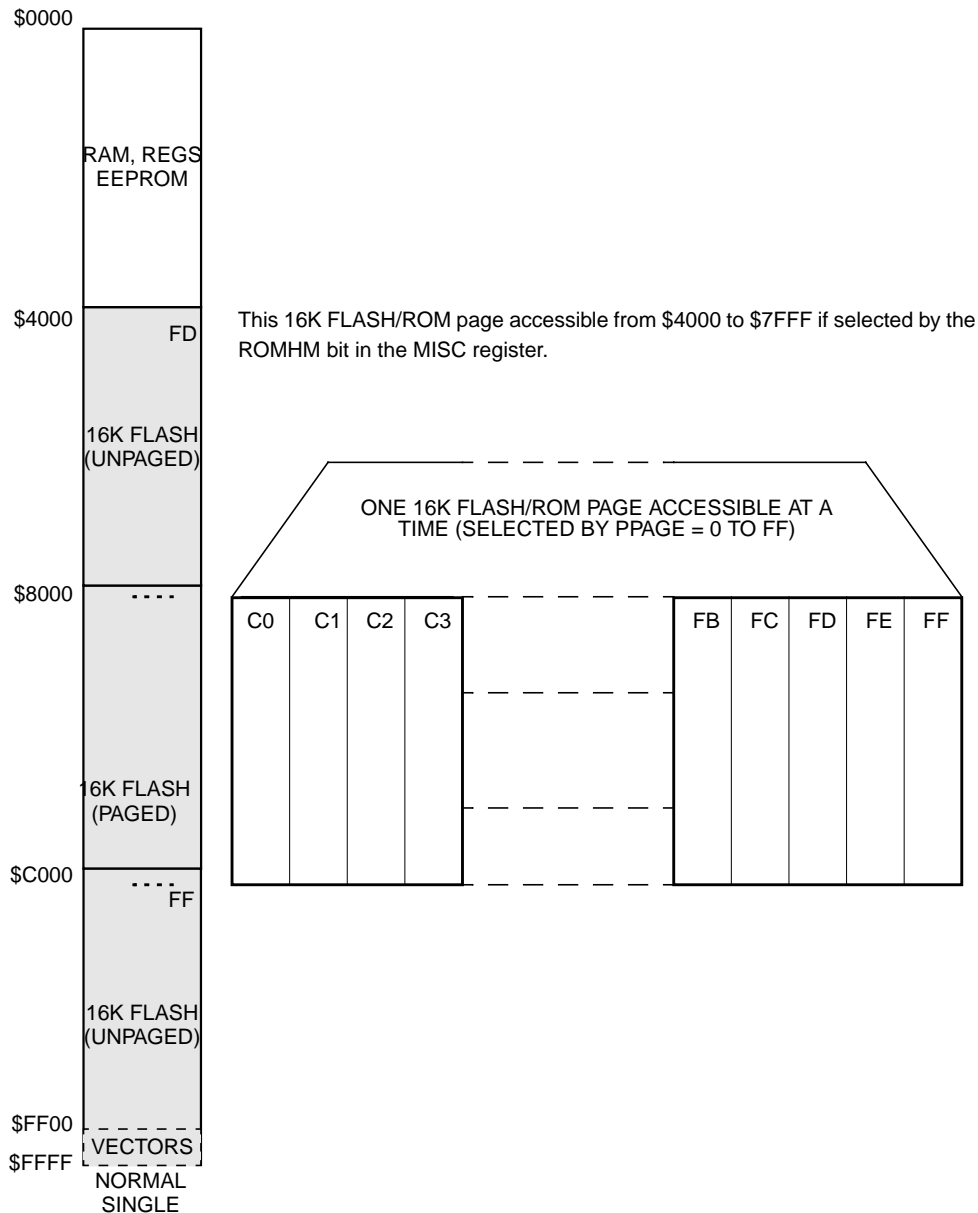 $0000
RAM, REGS
EEPROM
$4000
FD
This 16K FLASH/ROM page accessible from $4000 to $7FFF if selected by the
ROMHM bit in the MISC register.
16K FLASH
(UNPAGED)
ONE 16K FLASH/ROM PAGE ACCESSIBLE AT A
TIME (SELECTED BY PPAGE = 0 TO FF)
$8000
C0 C1 C2 C3 FB FC FD FE FF
16K FLASH
(PAGED)
$C000
FF
16K FLASH
(UNPAGED)
$FF00
VECTORS
$FFFF
NORMAL
SINGLE